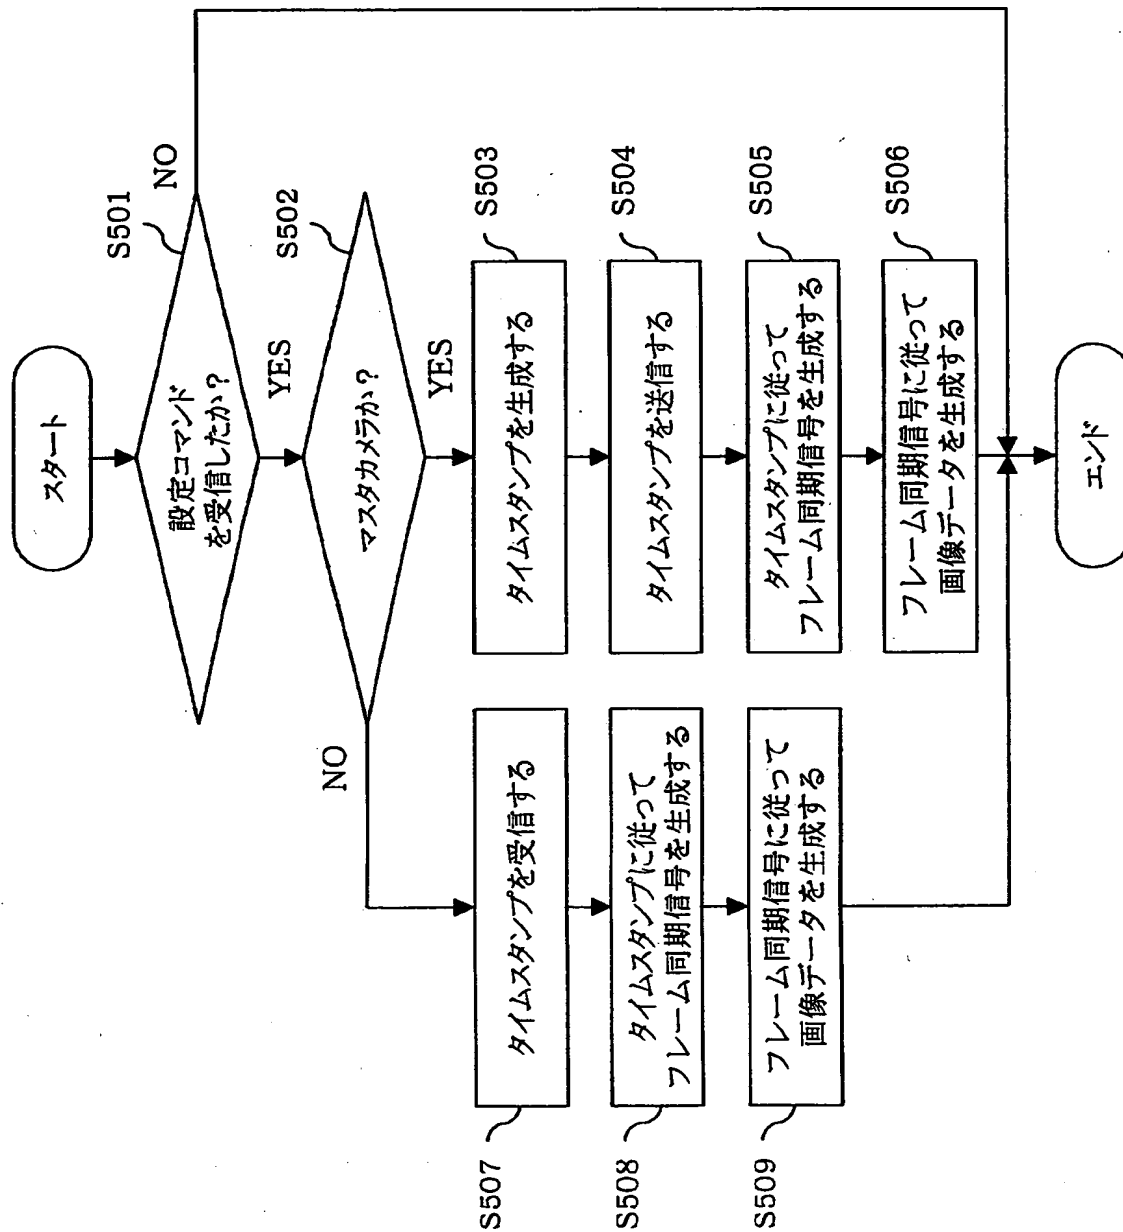 スタート
S501
設定コマンド
を受信したか?
NO
YES
S502
マスタカメラか?
NO
YES
S503
タイムスタンプを生成する
S504
タイムスタンプを送信する
S505
タイムスタンプに従って
フレーム同期信号を生成する
S506
フレーム同期信号に従って
画像データを生成する
S507
タイムスタンプを受信する
S508
タイムスタンプに従って
フレーム同期信号を生成する
S509
フレーム同期信号に従って
画像データを生成する
エンド